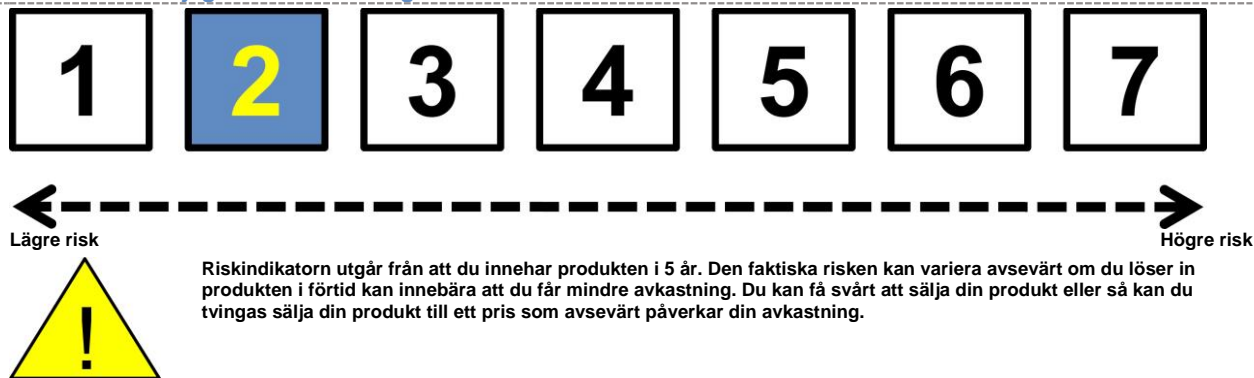 1 2 3 4 5 6 7
Lägre risk Högre risk
Riskindikatorn utgår från att du innehar produkten i 5 år. Den faktiska risken kan variera avsevärt om du löser in
produkten i förtid kan innebära att du får mindre avkastning. Du kan få svårt att sälja din produkt eller så kan du
tvingas sälja din produkt till ett pris som avsevärt påverkar din avkastning.
!